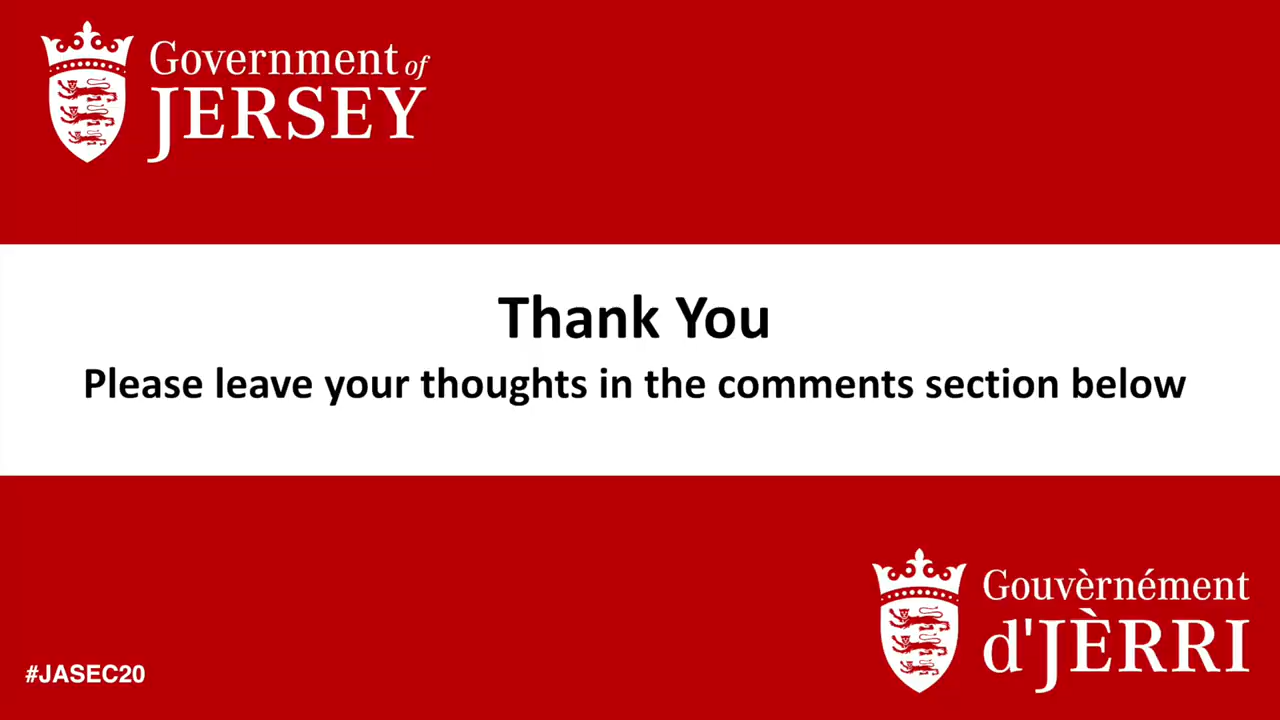 Government of
JERSEY
Thank You
Please leave your thoughts in the comments section below
Gouvèrnément
d'JÈRRI
#JASEC20